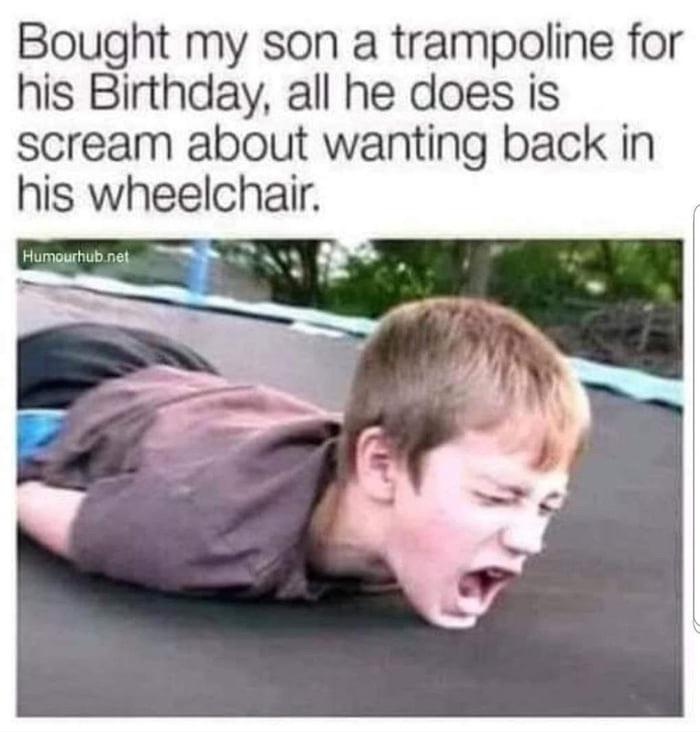 Bought my son a trampoline for
his Birthday, all he does is
scream about wanting back in
his wheelchair.
Humourhub.net